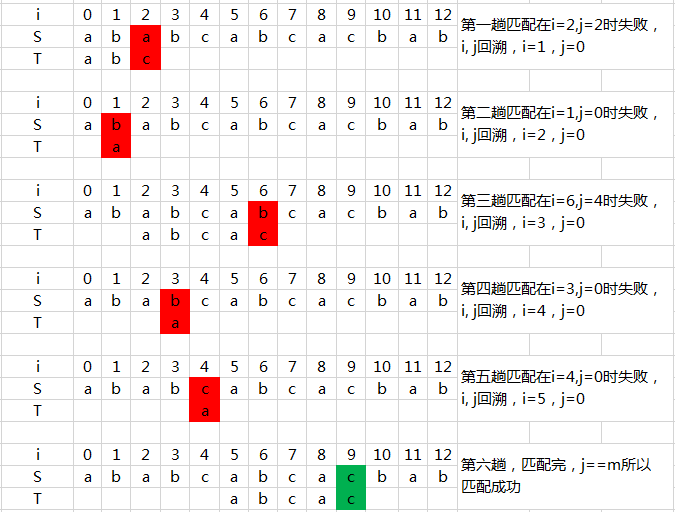 i 0 1 2 3 4 5 6 7 8 9 10 11 12
S a b a b c a b c a c b a b
T a b c
第一趟匹配在i=2,j=2时失败，
i, j回溯，i=1，j=0
i 0 1 2 3 4 5 6 7 8 9 10 11 12
S a b a b c a b c a c b a b
T a
第二趟匹配在i=1,j=0时失败，
i, j回溯，i=2，j=0
i 0 1 2 3 4 5 6 7 8 9 10 11 12
S a b a b c a b c a c b a b
T a b c a c
第三趟匹配在i=6,j=4时失败，
i, j回溯，i=3，j=0
i 0 1 2 3 4 5 6 7 8 9 10 11 12
S a b a b c a b c a c b a b
T a
第四趟匹配在i=3,j=0时失败，
i, j回溯，i=4，j=0
i 0 1 2 3 4 5 6 7 8 9 10 11 12
S a b a b c a b c a c b a b
T a
第五趟匹配在i=4,j=0时失败，
i, j回溯，i=5，j=0
i 0 1 2 3 4 5 6 7 8 9 10 11 12
S a b a b c a b c a c b a b
T a b c a c
第六趟，匹配完，j==m所以
匹配成功